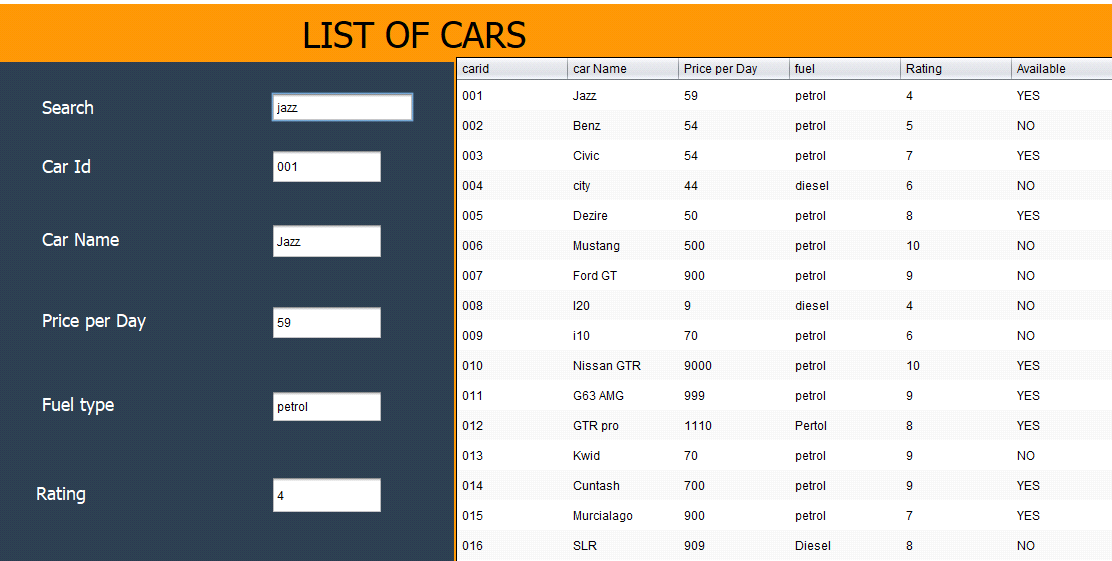 LIST OF CARS
Search jazz
Car Id 001
Car Name Jazz
Price per Day 59
Fuel type petrol
Rating 4
carid car Name Price per Day fuel Rating Available
001 Jazz 59 petrol 4 YES
002 Benz 54 petrol 5 NO
003 Civic 54 petrol 7 YES
004 city 44 diesel 6 NO
005 Dezire 50 petrol 8 YES
006 Mustang 500 petrol 10 NO
007 Ford GT 900 petrol 9 NO
008 I20 9 diesel 4 NO
009 i10 70 petrol 6 NO
010 Nissan GTR 9000 petrol 10 YES
011 G63 AMG 999 petrol 9 YES
012 GTR pro 1110 Pertol 8 YES
013 Kwid 70 petrol 9 NO
014 Cuntash 700 petrol 9 YES
015 Murcialago 900 petrol 7 YES
016 SLR 909 Diesel 8 NO